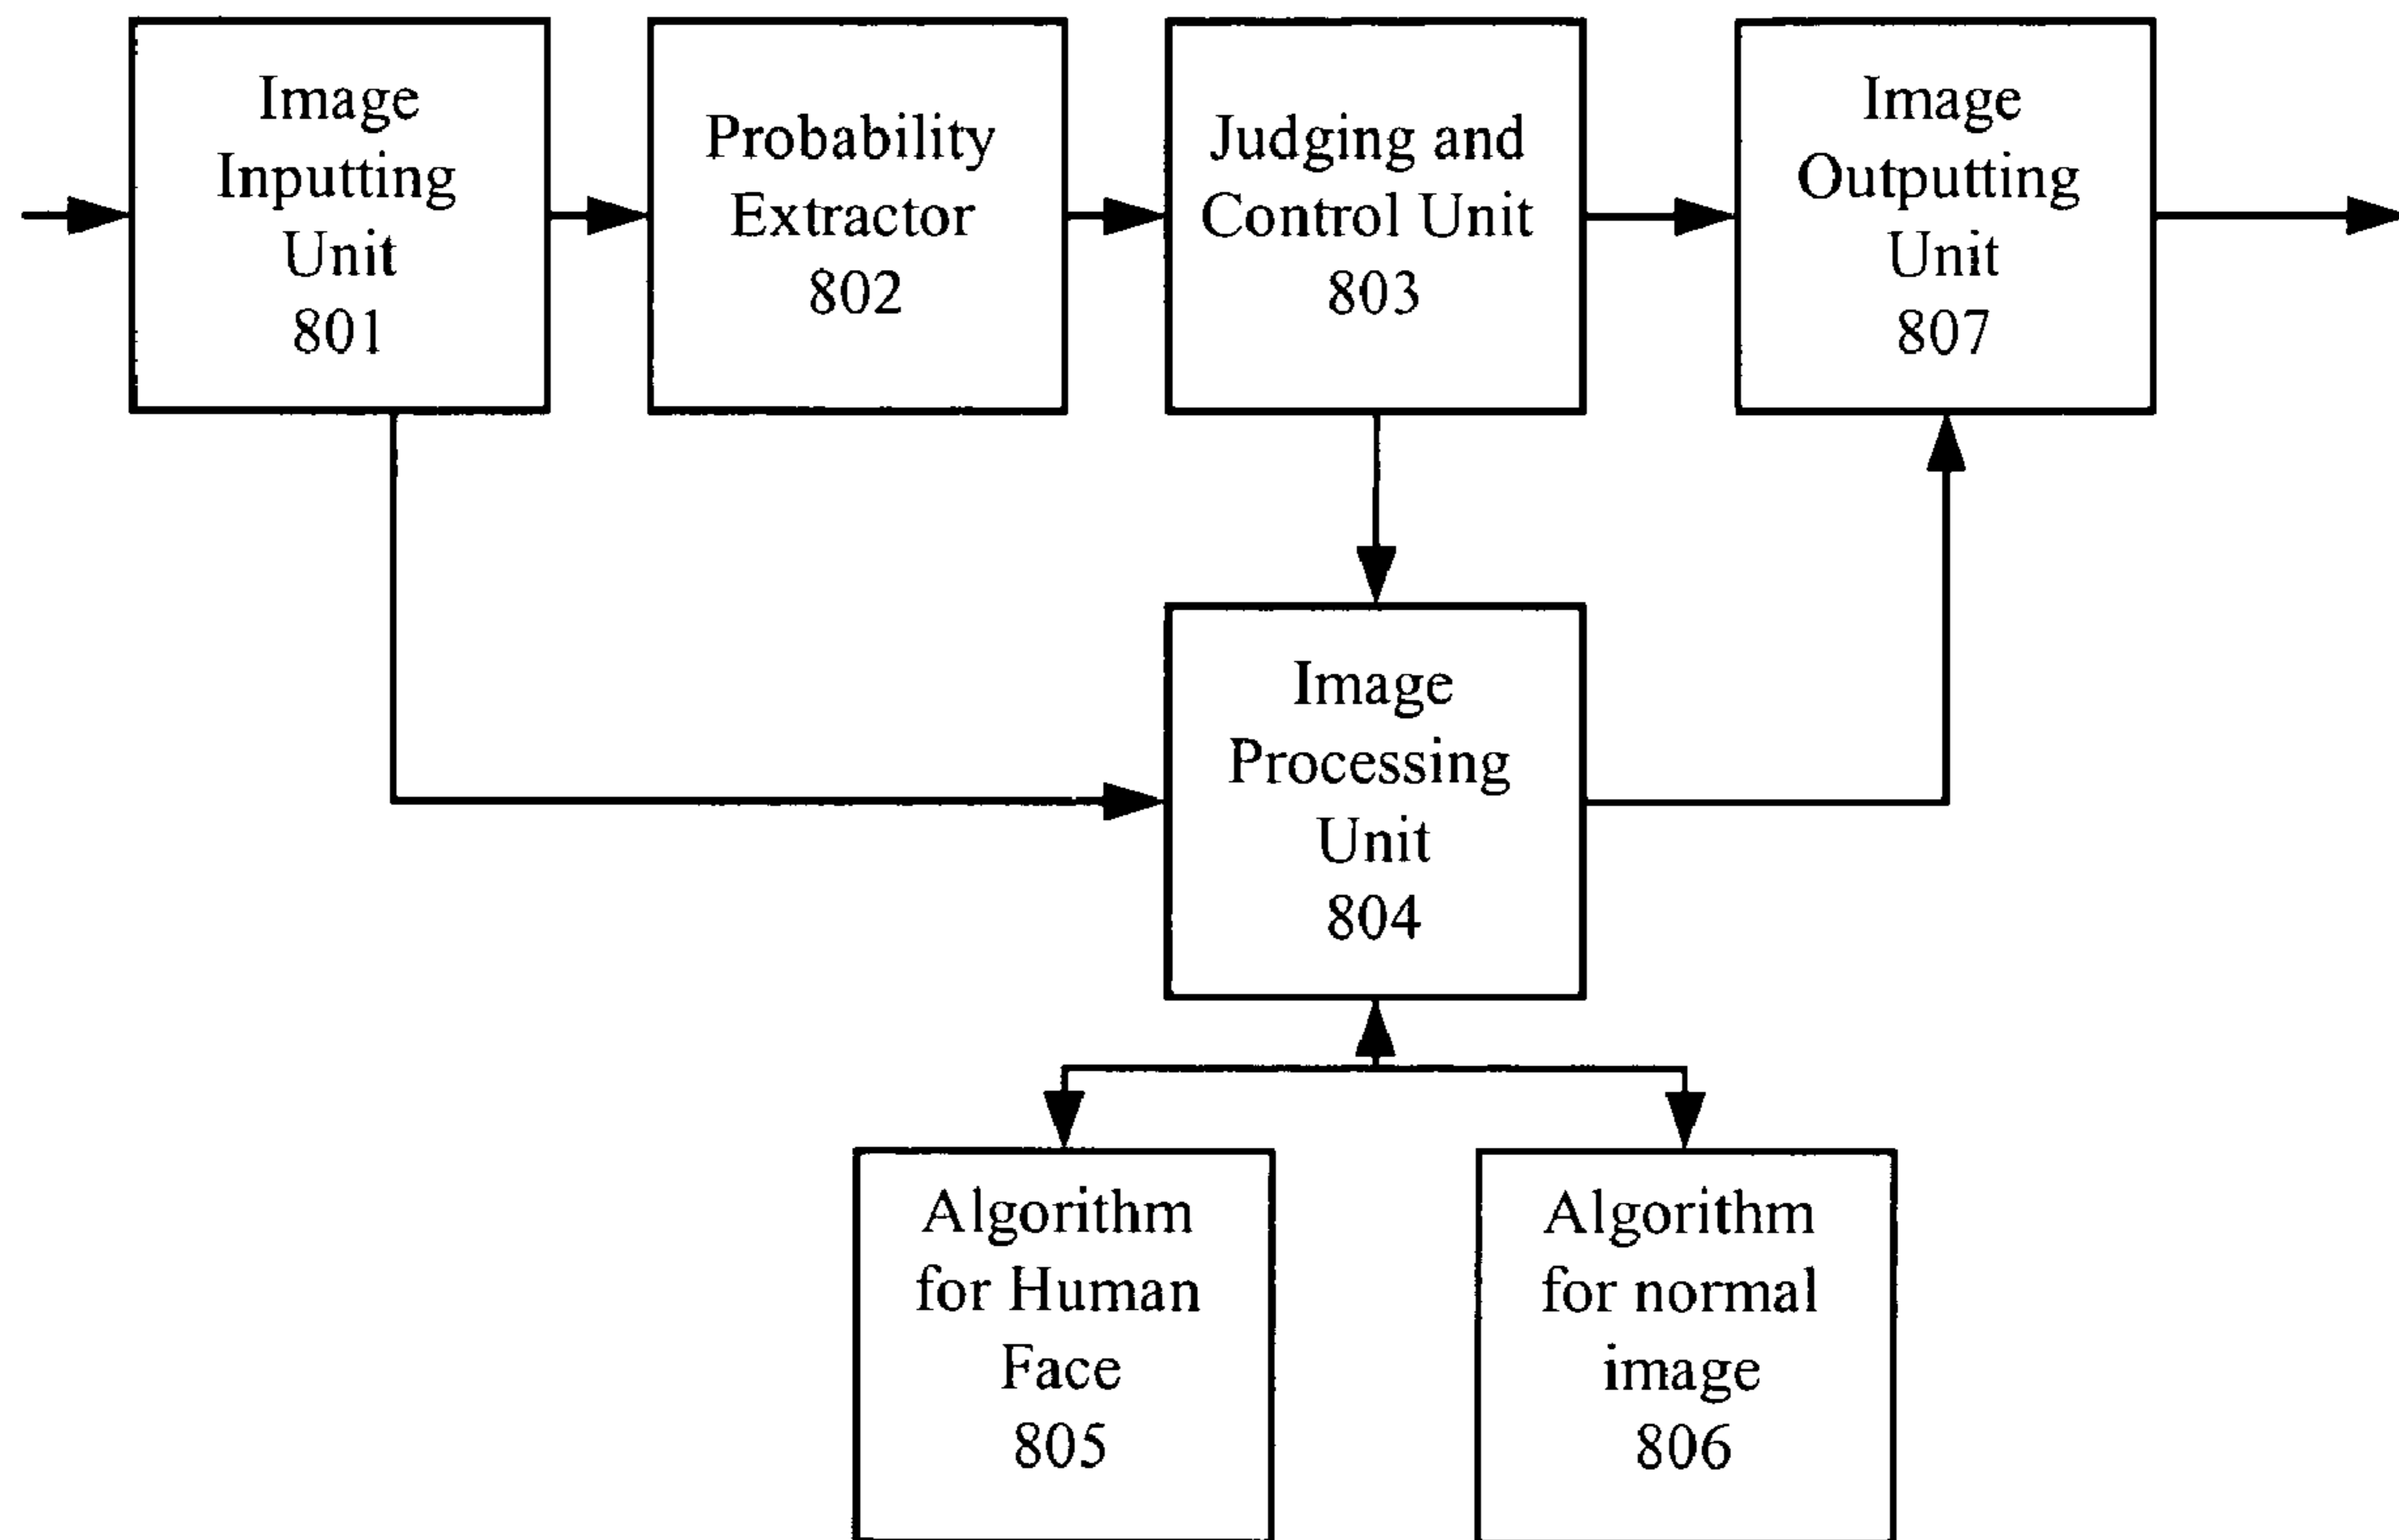 Image
Inputting
Unit
801
Probability
Extractor
802
Judging and
Control Unit
803
Image
Outputting
Unit
807
Image
Processing
Unit
804
Algorithm
for Human
Face
805
Algorithm
for normal
image
806